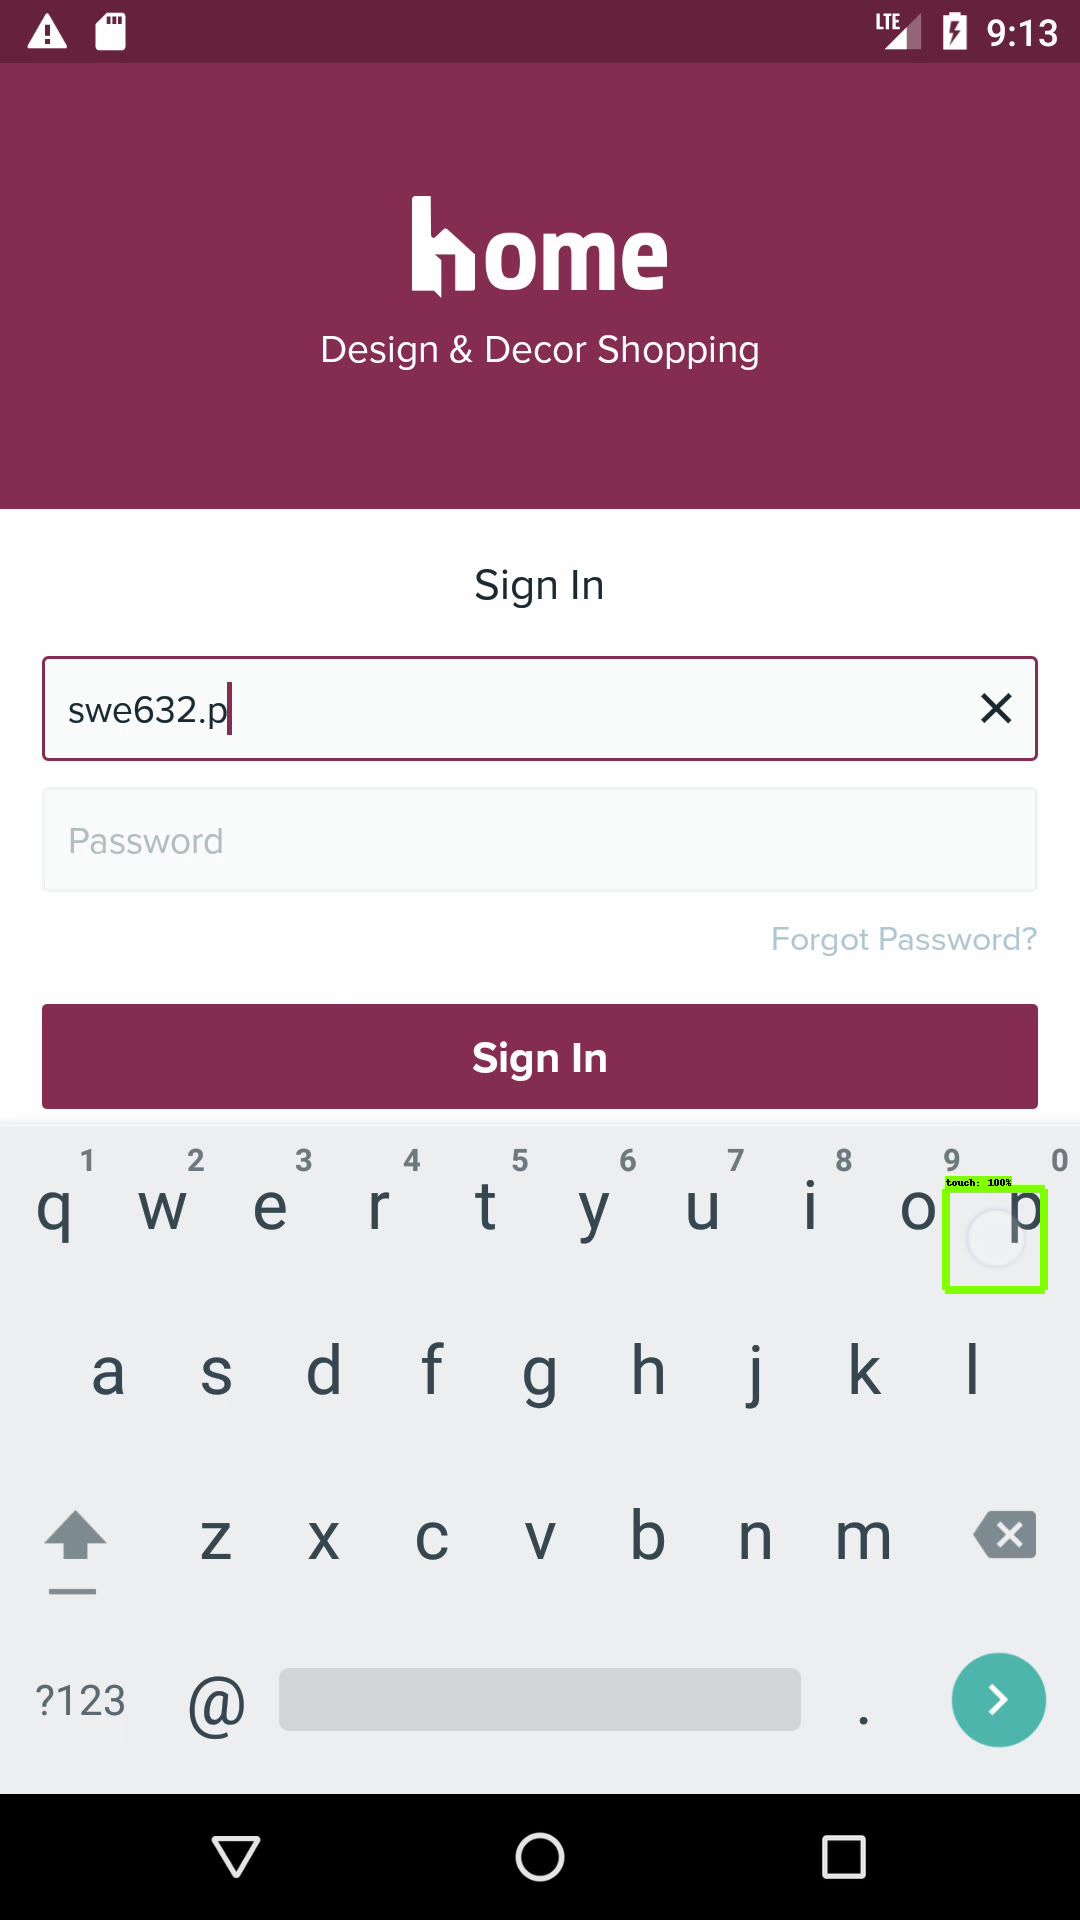 LTE 9:13
home
Design & Decor Shopping
Sign In
swe632.p
Password
Forgot Password?
Sign In
1 2 3 4 5 6 7 8 9 0
touch: 100%
q w e r t y u i o p
a s d f g h j k l
z x c v b n m
?123 @ .